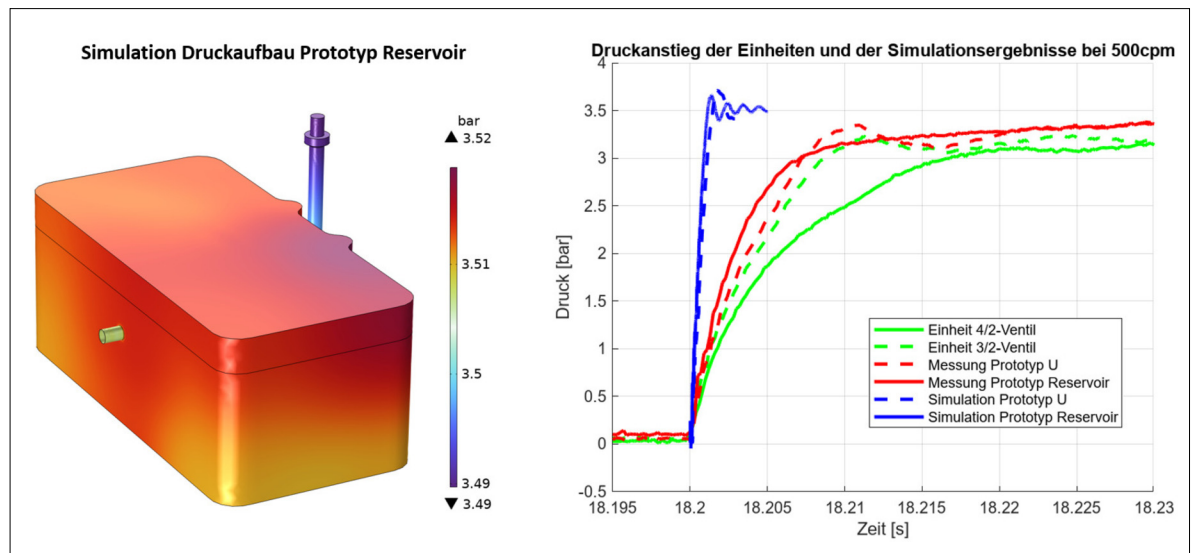 Simulation Druckaufbau Prototyp Reservoir
bar
▲ 3.52
3.51
3.5
3.49
▼ 3.49
Druckanstieg der Einheiten und der Simulationsergebnisse bei 500cpm
Druck [bar]
4
3.5
3
2.5
2
1.5
1
0.5
0
-0.5
Einheit 4/2-Ventil
Einheit 3/2-Ventil
Messung Prototyp U
Messung Prototyp Reservoir
Simulation Prototyp U
Simulation Prototyp Reservoir
18.195 18.2 18.205 18.21 18.215 18.22 18.225 18.23
Zeit [s]